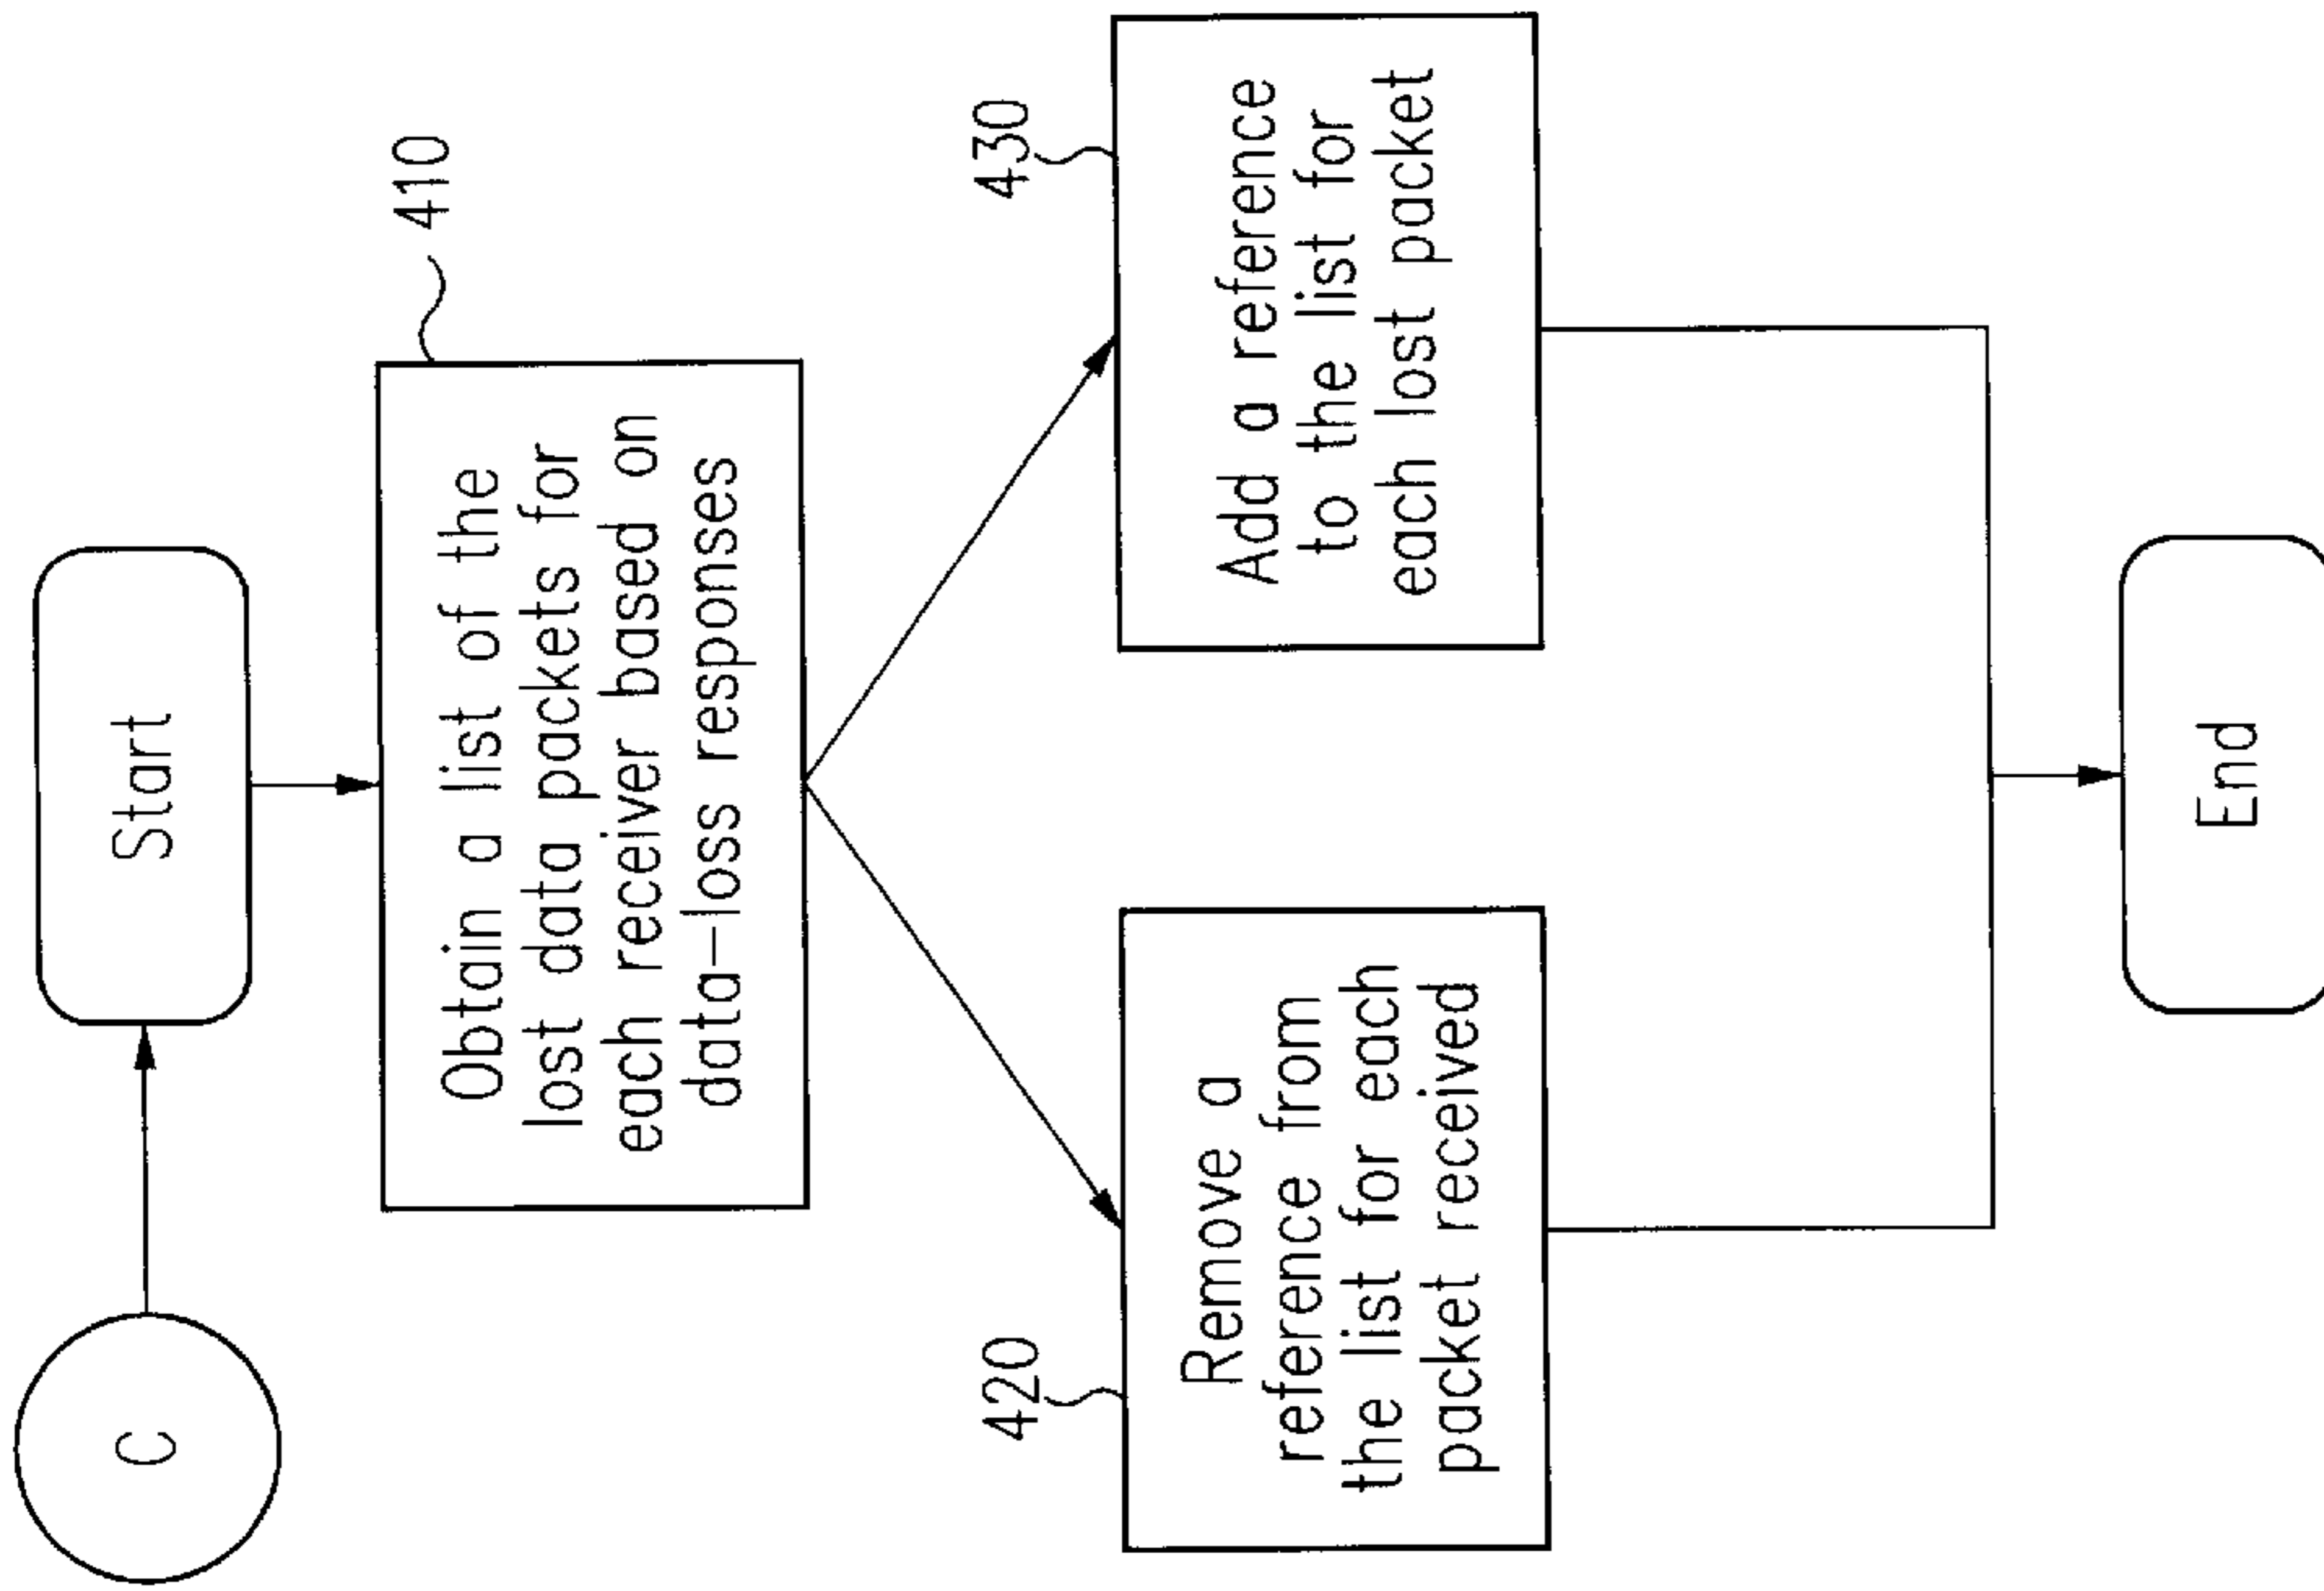 C
Start
410
Obtain a list of the
lost data packets for
each receiver based on
data-loss responses
420
Remove a
reference from
the list for each
packet received
430
Add a reference
to the list for
each lost packet
End